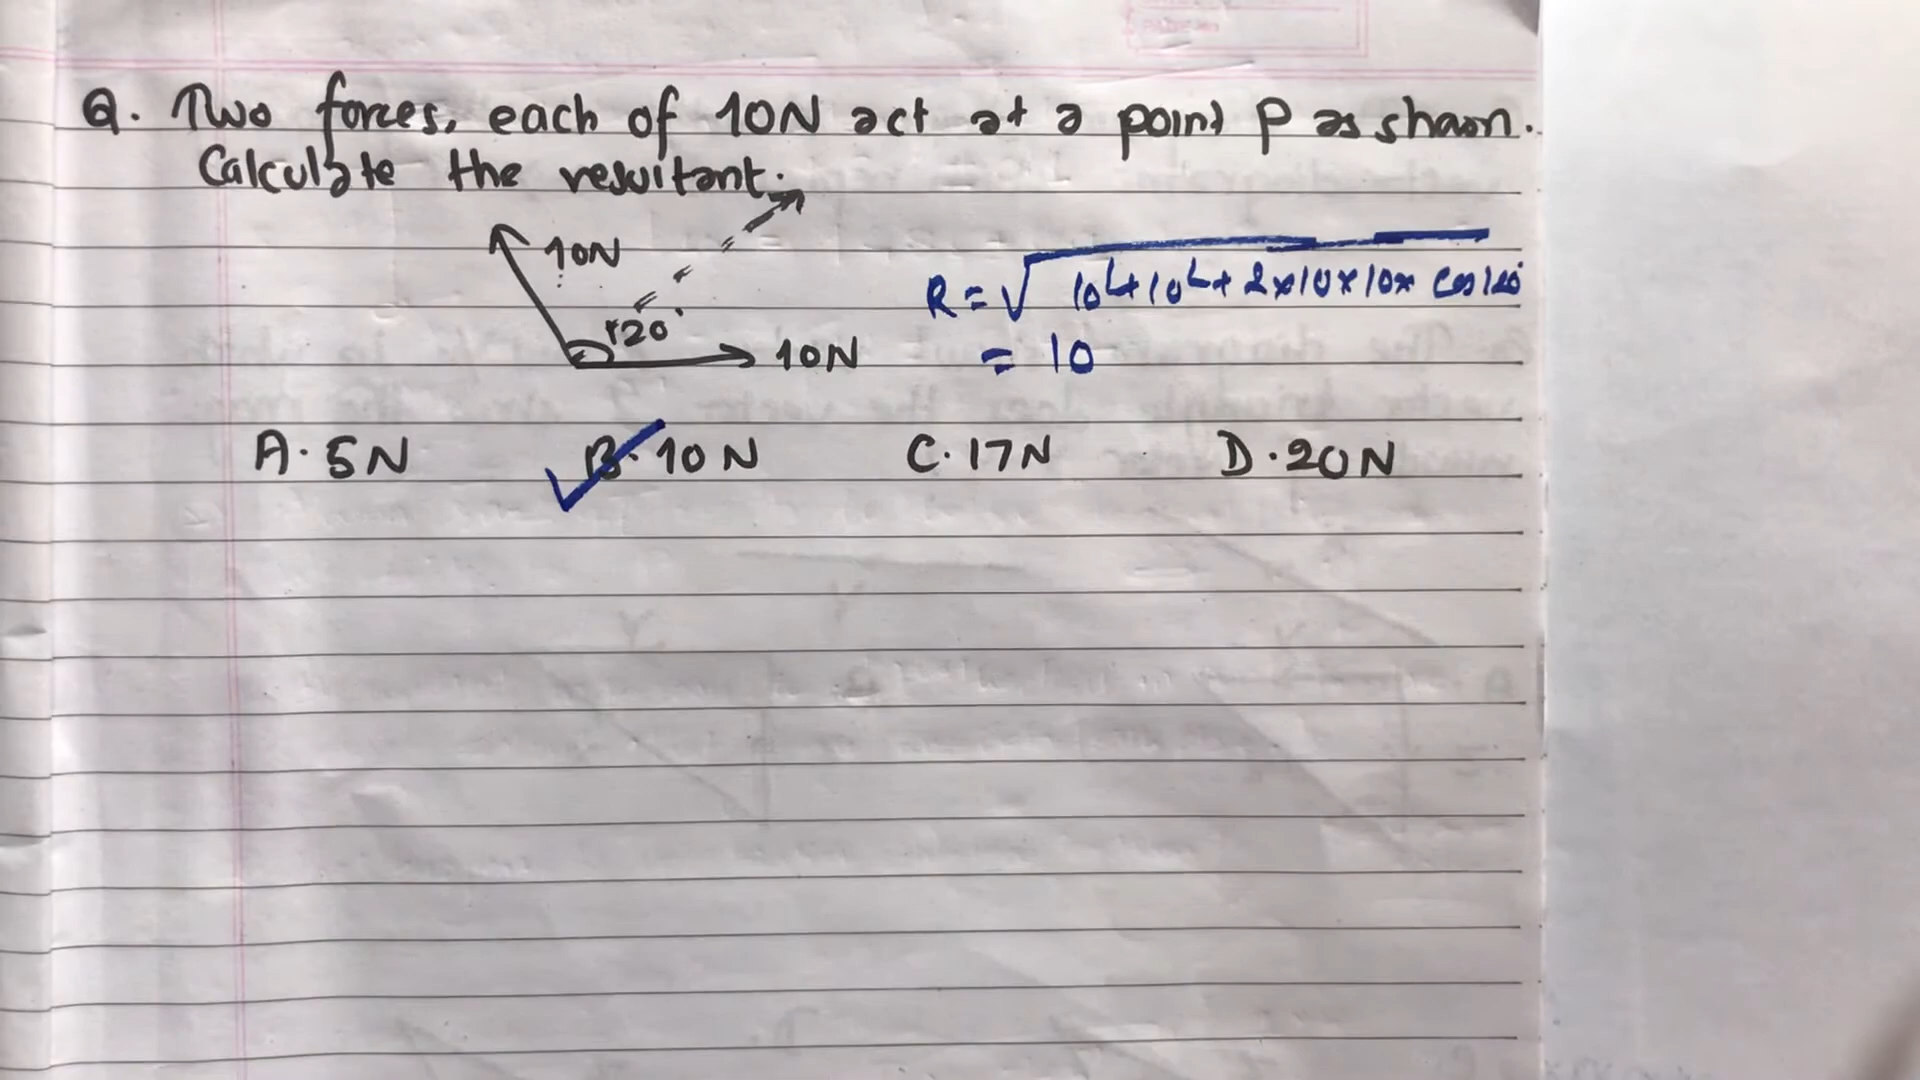 Q. Two forces, each of 10N act at a point P as shown.
Calculate the resultant.
10N
120°
10N
R = √10²+10²+2×10×10× cos120°
= 10
A. 5N B. 10N C. 17N D. 20N